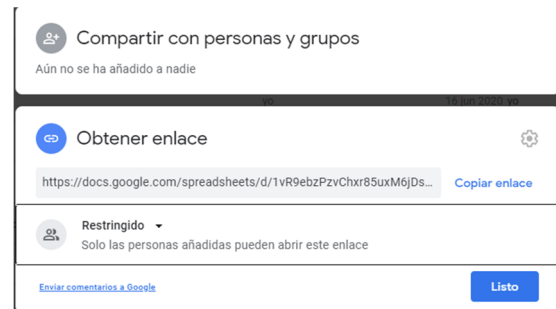 Compartir con personas y grupos
Aún no se ha añadido a nadie
yo 16 jun 2020 yo
Obtener enlace
https://docs.google.com/spreadsheets/d/1vR9ebzPzvChxr85uxM6jDs... Copiar enlace
Restringido
Solo las personas añadidas pueden abrir este enlace
Enviar comentarios a Google Listo